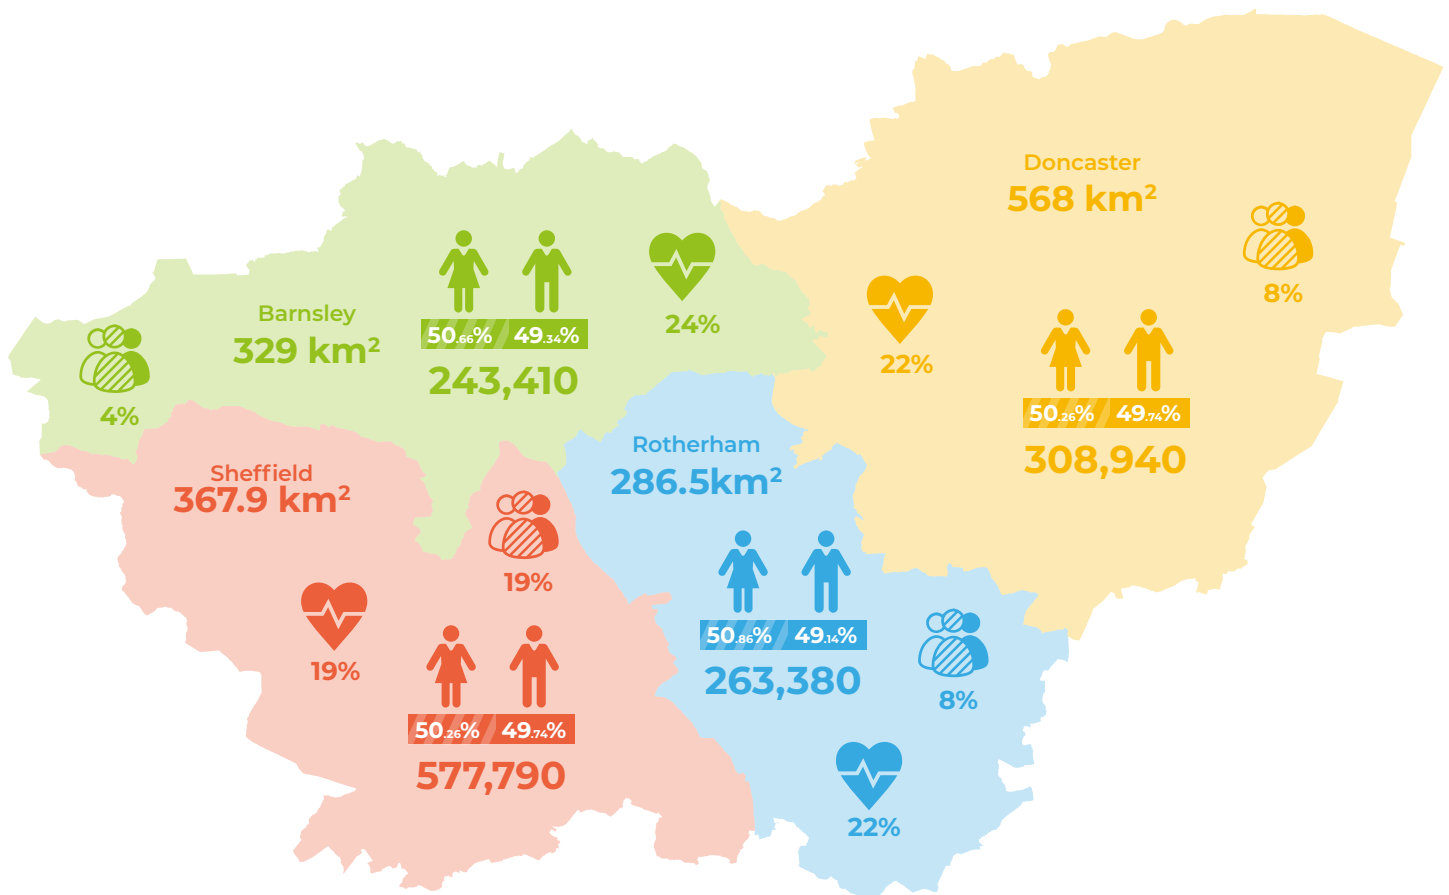 Doncaster
568 km²
8%
22%
50.26% 49.74%
308,940
Barnsley
329 km²
4%
50.66% 49.34%
243,410
24%
Sheffield
367.9 km²
19%
19%
50.26% 49.74%
577,790
Rotherham
286.5km²
50.86% 49.14%
263,380
8%
22%